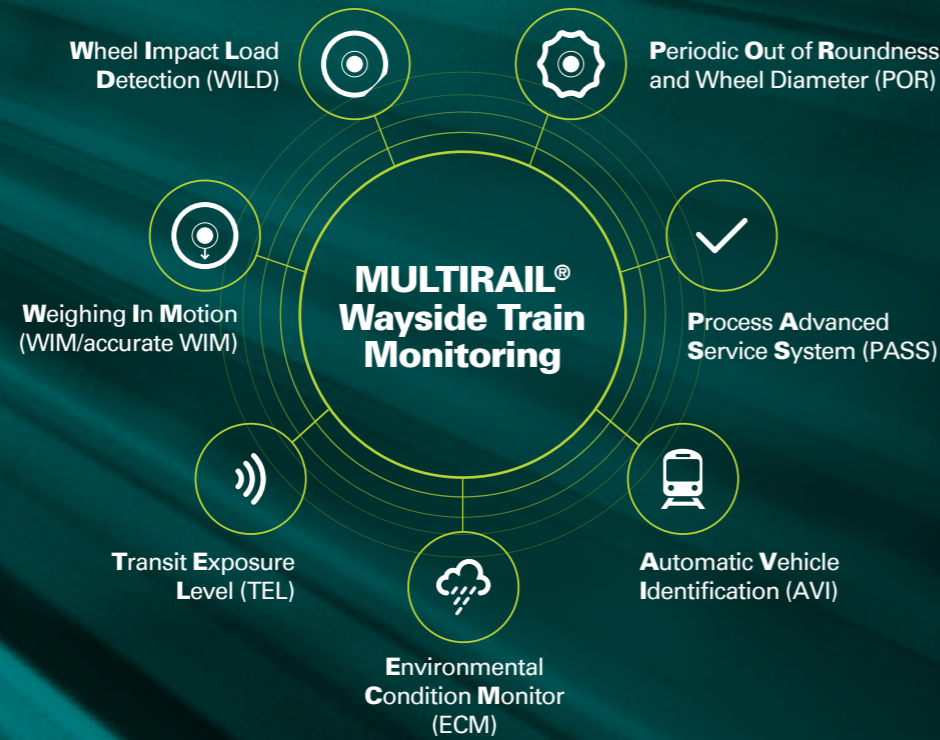 Wheel Impact Load
Detection (WILD)
Periodic Out of Roundness
and Wheel Diameter (POR)
Weighing In Motion
(WIM/accurate WIM)
MULTIRAIL®
Wayside Train
Monitoring
Process Advanced
Service System (PASS)
Transit Exposure
Level (TEL)
Automatic Vehicle
Identification (AVI)
Environmental
Condition Monitor
(ECM)